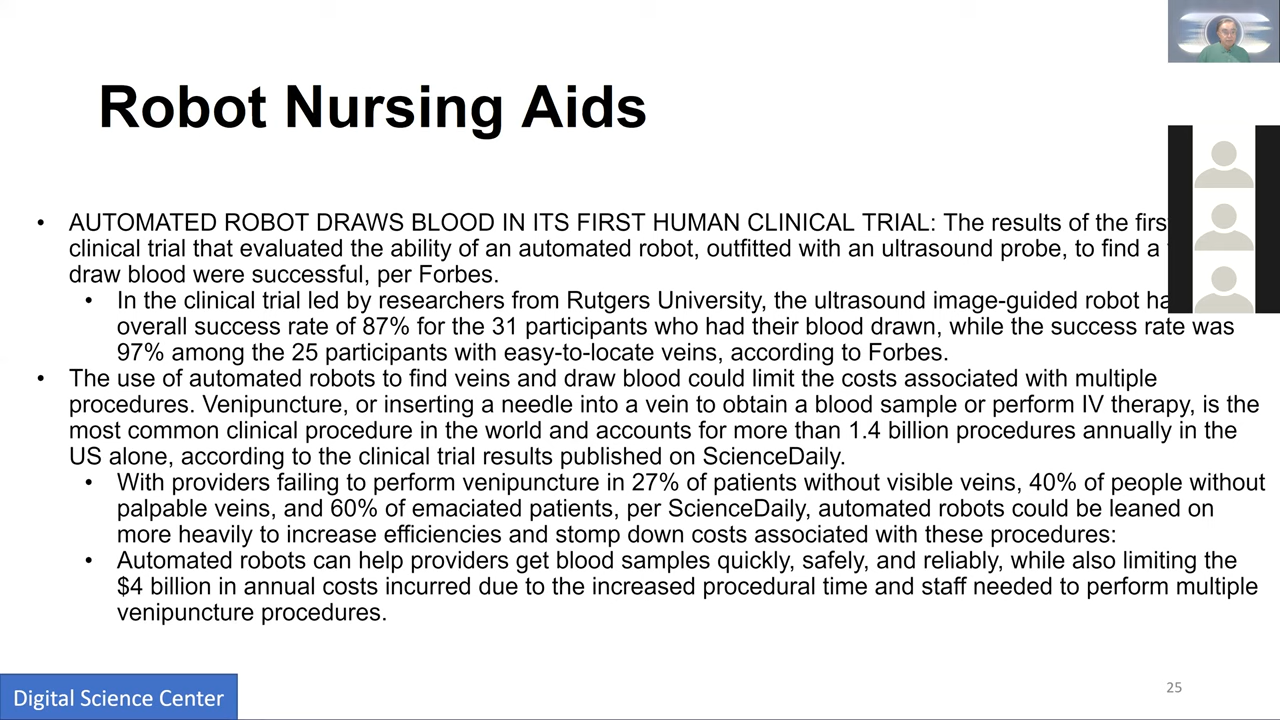 Robot Nursing Aids
• AUTOMATED ROBOT DRAWS BLOOD IN ITS FIRST HUMAN CLINICAL TRIAL: The results of the
clinical trial that evaluated the ability of an automated robot, outfitted with an ultrasound probe, to find a
draw blood were successful, per Forbes.
• In the clinical trial led by researchers from Rutgers University, the ultrasound image-guided robot
overall success rate of 87% for the 31 participants who had their blood drawn, while the success rate was
97% among the 25 participants with easy-to-locate veins, according to Forbes.
• The use of automated robots to find veins and draw blood could limit the costs associated with multiple
procedures. Venipuncture, or inserting a needle into a vein to obtain a blood sample or perform IV therapy, is the
most common clinical procedure in the world and accounts for more than 1.4 billion procedures annually in the
US alone, according to the clinical trial results published on ScienceDaily.
• With providers failing to perform venipuncture in 27% of patients without visible veins, 40% of people without
palpable veins, and 60% of emaciated patients, per ScienceDaily, automated robots could be leaned on
more heavily to increase efficiencies and stomp down costs associated with these procedures:
• Automated robots can help providers get blood samples quickly, safely, and reliably, while also limiting the
$4 billion in annual costs incurred due to the increased procedural time and staff needed to perform multiple
venipuncture procedures.
Digital Science Center
25